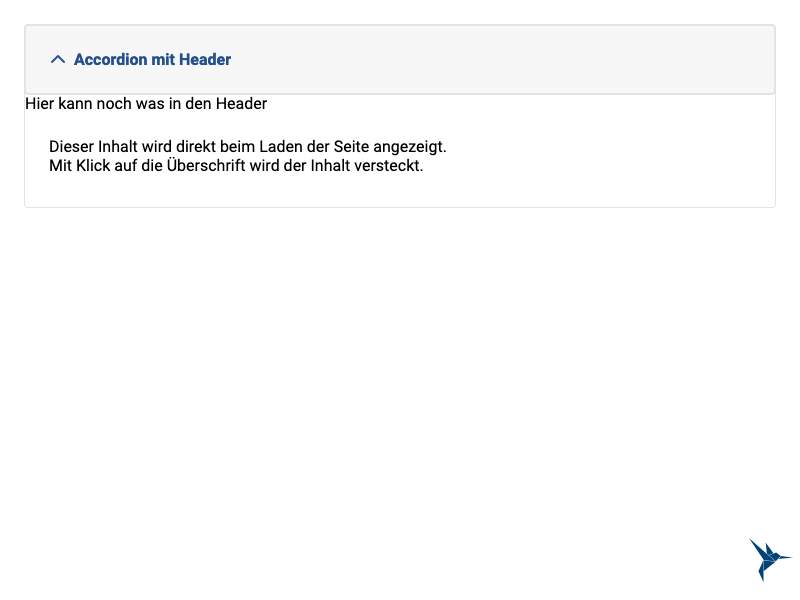 Accordion mit Header
Hier kann noch was in den Header
Dieser Inhalt wird direkt beim Laden der Seite angezeigt.
Mit Klick auf die Überschrift wird der Inhalt versteckt.